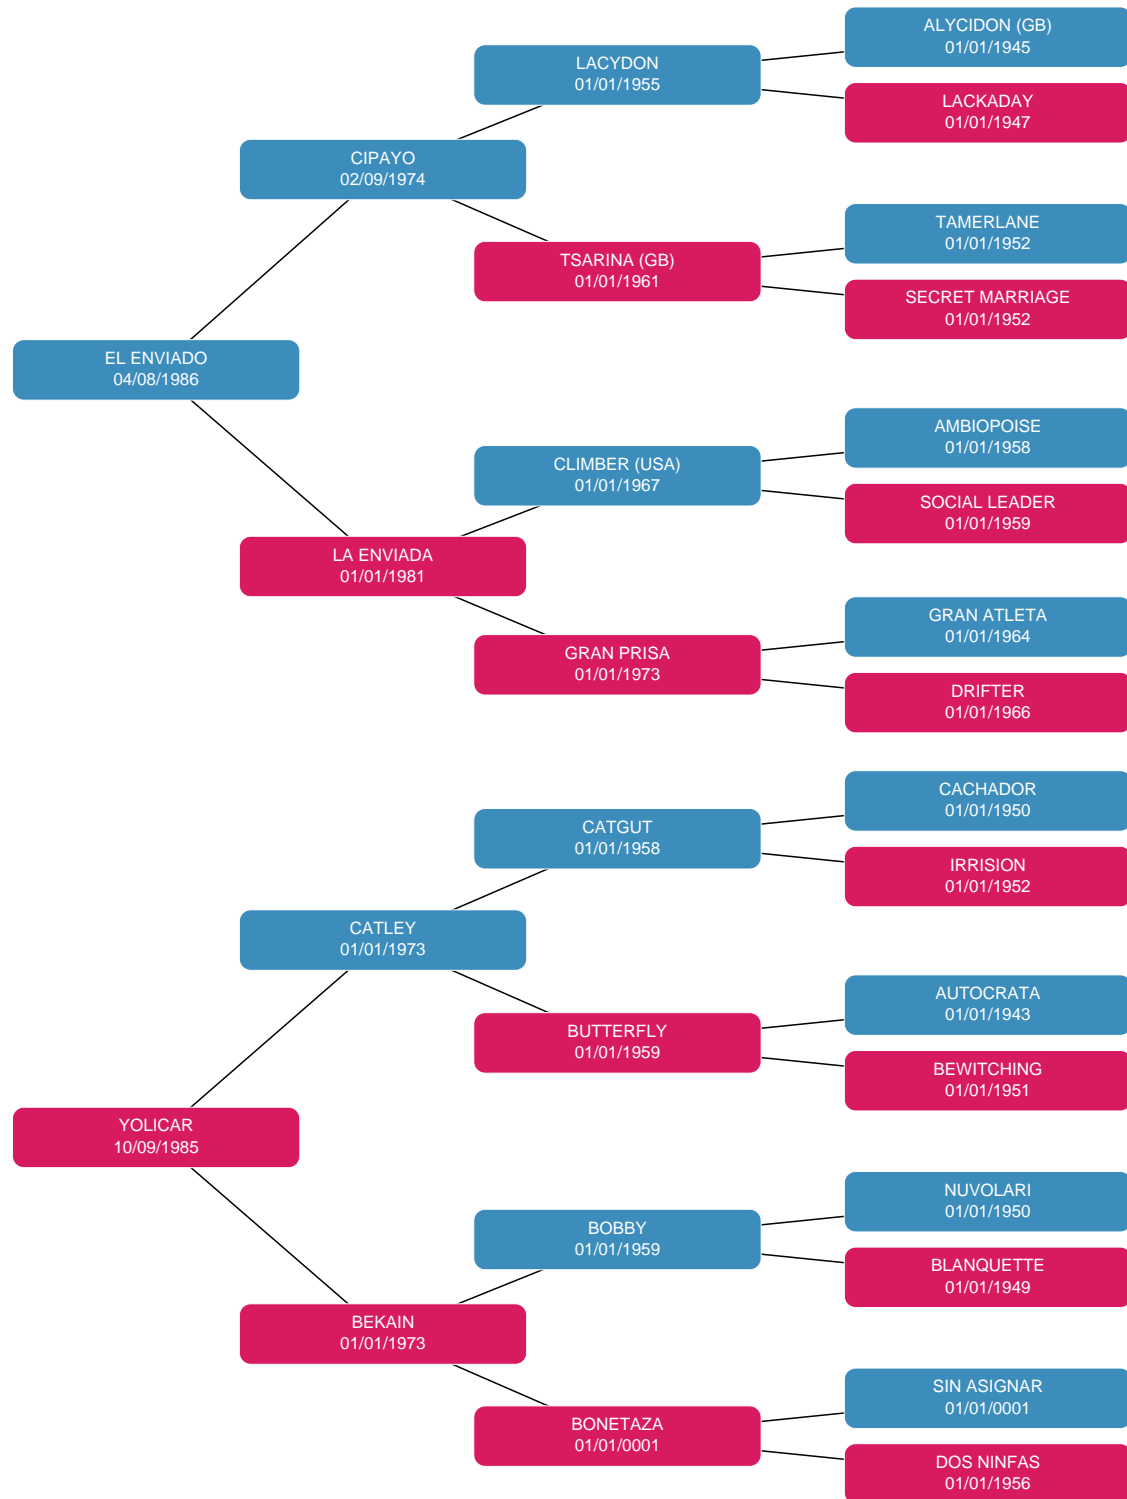 ALYCIDON (GB)
01/01/1945
LACYDON
01/01/1955
LACKADAY
01/01/1947
CIPAYO
02/09/1974
TAMERLANE
01/01/1952
TSARINA (GB)
01/01/1961
SECRET MARRIAGE
01/01/1952
EL ENVIADO
04/08/1986
AMBIOPOISE
01/01/1958
CLIMBER (USA)
01/01/1967
SOCIAL LEADER
01/01/1959
LA ENVIADA
01/01/1981
GRAN ATLETA
01/01/1964
GRAN PRISA
01/01/1973
DRIFTER
01/01/1966
CACHADOR
01/01/1950
CATGUT
01/01/1958
IRRISION
01/01/1952
CATLEY
01/01/1973
AUTOCRATA
01/01/1943
BUTTERFLY
01/01/1959
BEWITCHING
01/01/1951
YOLICAR
10/09/1985
NUVOLARI
01/01/1950
BOBBY
01/01/1959
BLANQUETTE
01/01/1949
BEKAIN
01/01/1973
SIN ASIGNAR
01/01/0001
BONETAZA
01/01/0001
DOS NINFAS
01/01/1956